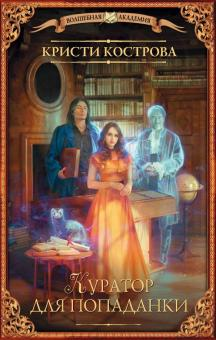 ВОЛШЕБНАЯ АКАДЕМИЯ
КРИСТИ КОСТРОВА
КУРАТОР
ДЛЯ ПОПАДАНКИ